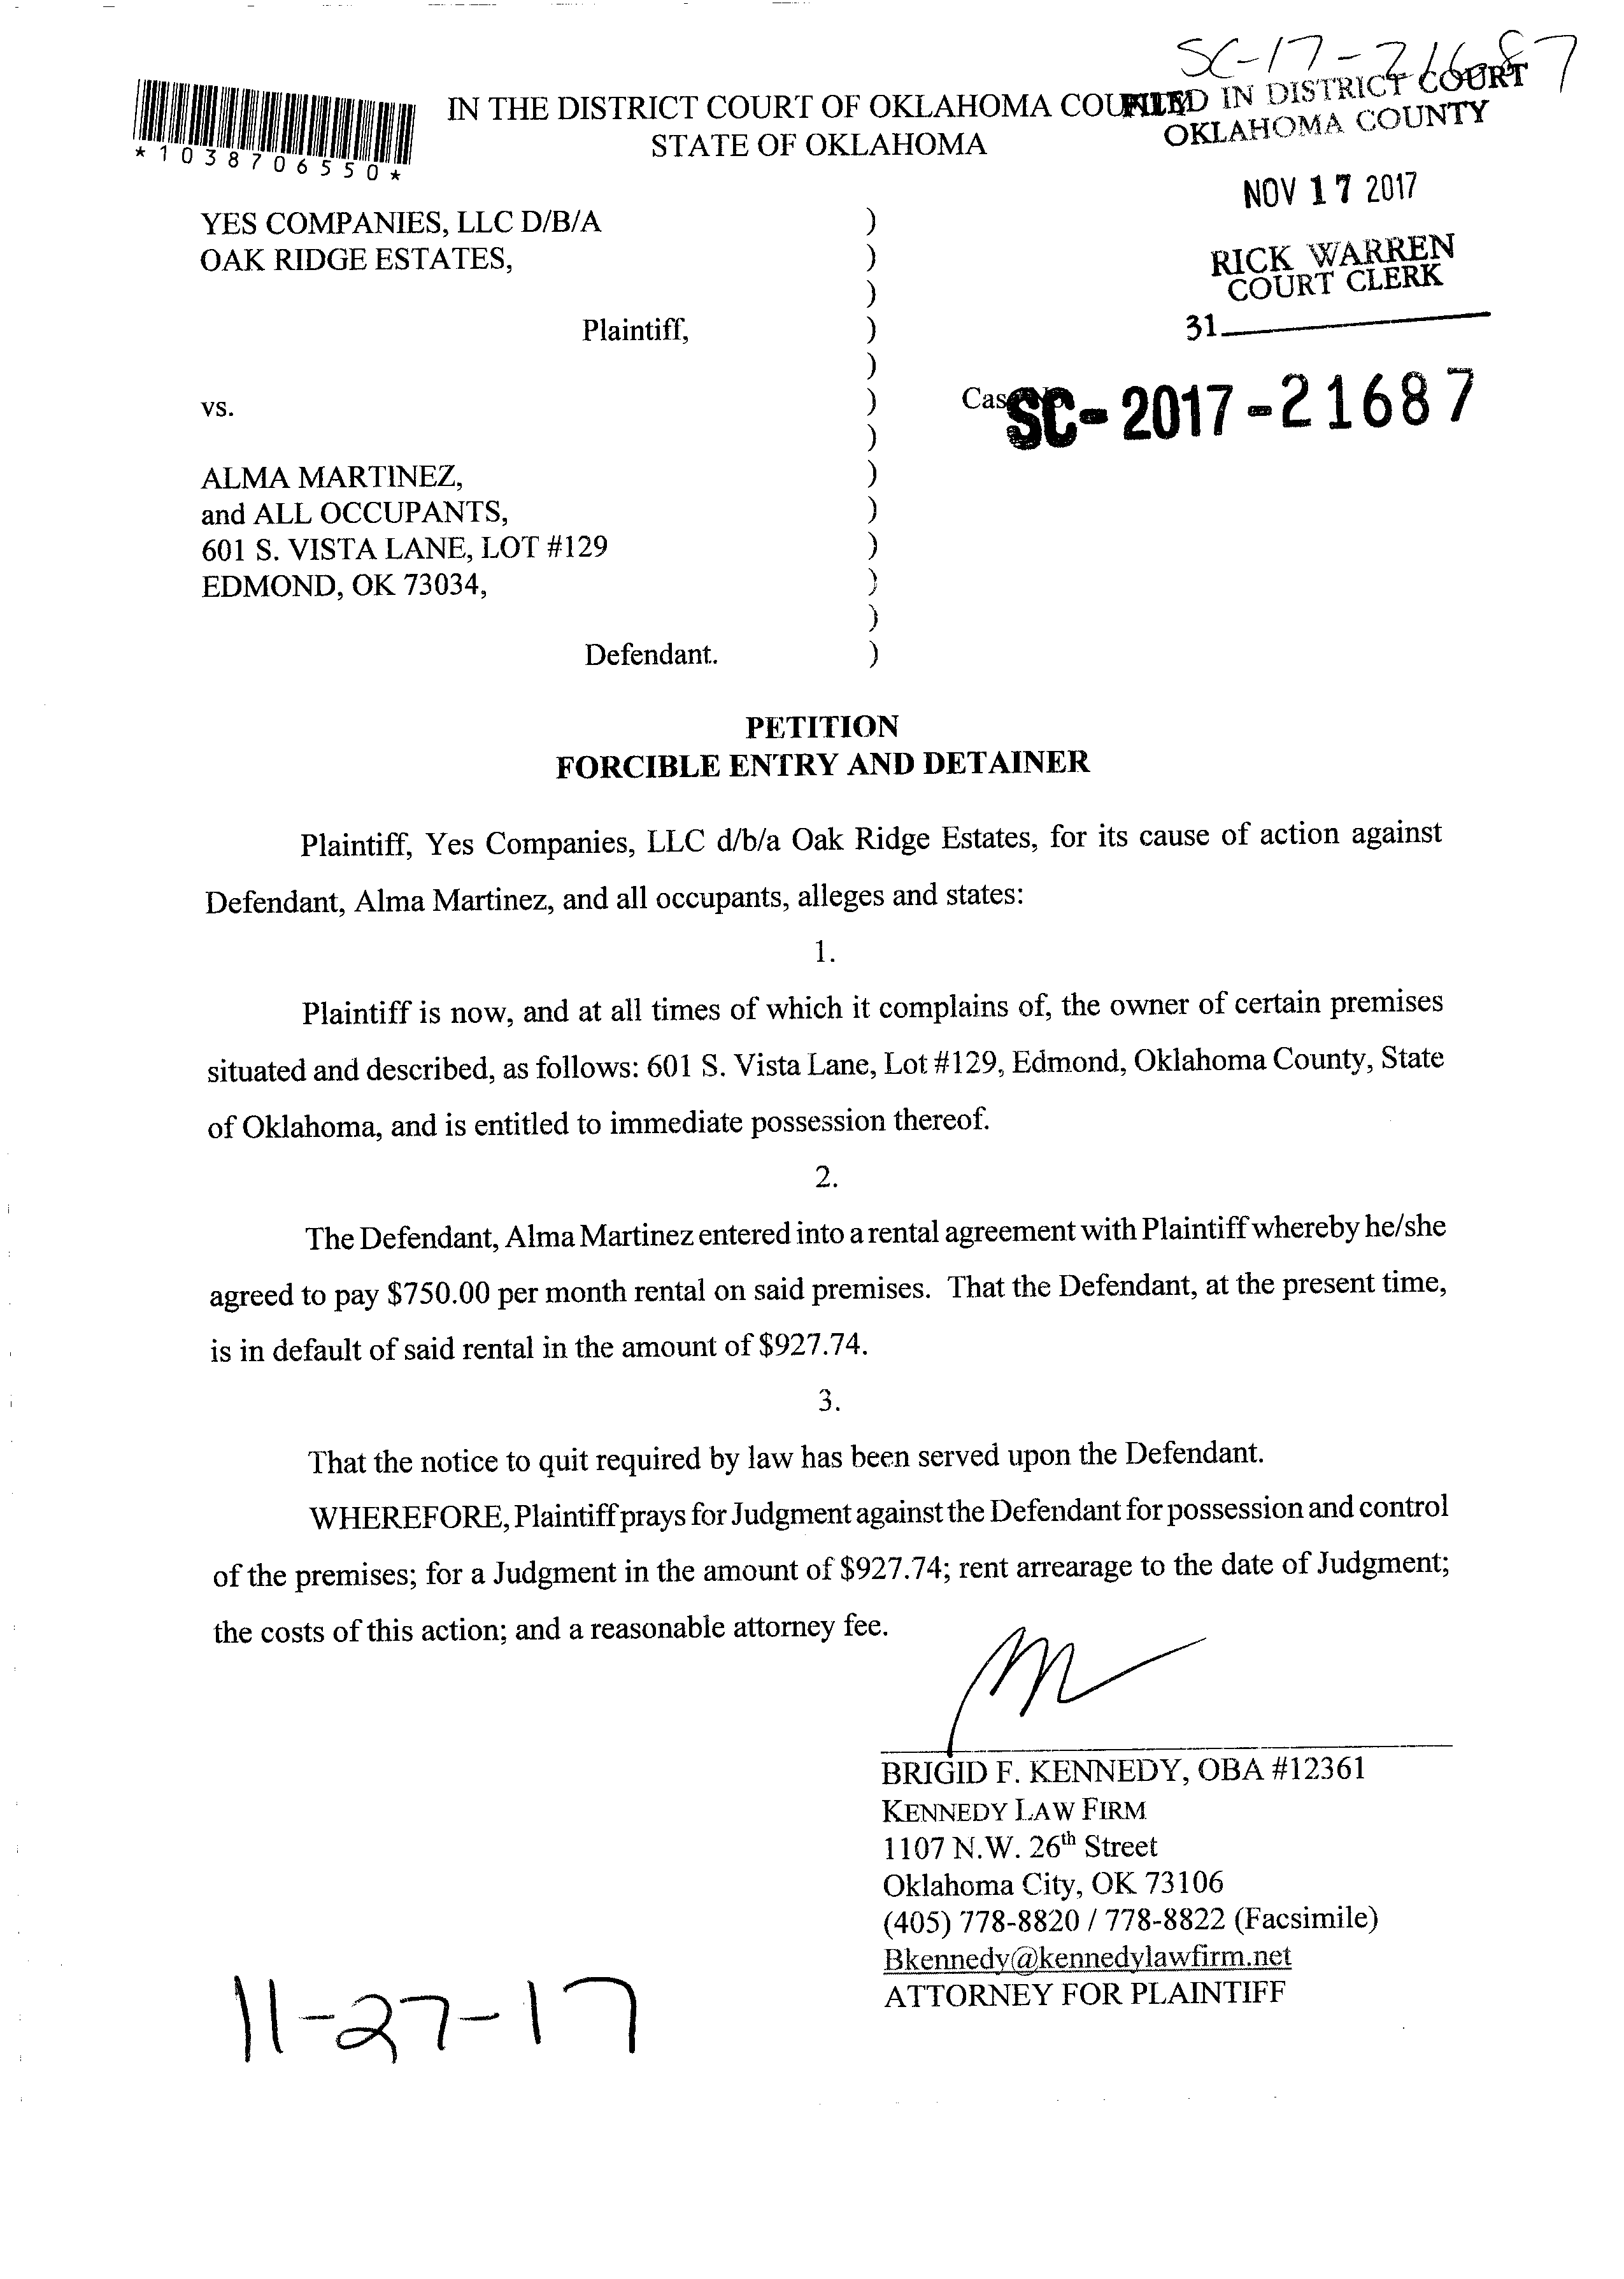 SC-17-21687
IN THE DISTRICT COURT OF OKLAHOMA COUNTY
STATE OF OKLAHOMA
FILED IN DISTRICT COURT
OKLAHOMA COUNTY
*1038706550*
NOV 17 2017
RICK WARREN
COURT CLERK
31
YES COMPANIES, LLC D/B/A )
OAK RIDGE ESTATES, )
)
Plaintiff, )
)
vs. ) Case No.
SC-2017-21687
)
ALMA MARTINEZ, )
and ALL OCCUPANTS, )
601 S. VISTA LANE, LOT #129 )
EDMOND, OK 73034, )
)
Defendant. )
PETITION
FORCIBLE ENTRY AND DETAINER
Plaintiff, Yes Companies, LLC d/b/a Oak Ridge Estates, for its cause of action against
Defendant, Alma Martinez, and all occupants, alleges and states:
1.
Plaintiff is now, and at all times of which it complains of, the owner of certain premises
situated and described, as follows: 601 S. Vista Lane, Lot #129, Edmond, Oklahoma County, State
of Oklahoma, and is entitled to immediate possession thereof.
2.
The Defendant, Alma Martinez entered into a rental agreement with Plaintiff whereby he/she
agreed to pay $750.00 per month rental on said premises. That the Defendant, at the present time,
is in default of said rental in the amount of $927.74.
3.
That the notice to quit required by law has been served upon the Defendant.
WHEREFORE, Plaintiff prays for Judgment against the Defendant for possession and control
of the premises; for a Judgment in the amount of $927.74; rent arrearage to the date of Judgment;
the costs of this action; and a reasonable attorney fee.
BRIGID F. KENNEDY, OBA #12361
KENNEDY LAW FIRM
1107 N.W. 26th Street
Oklahoma City, OK 73106
(405) 778-8820 / 778-8822 (Facsimile)
Bkennedy@kennedylawfirm.net
ATTORNEY FOR PLAINTIFF
11-27-17